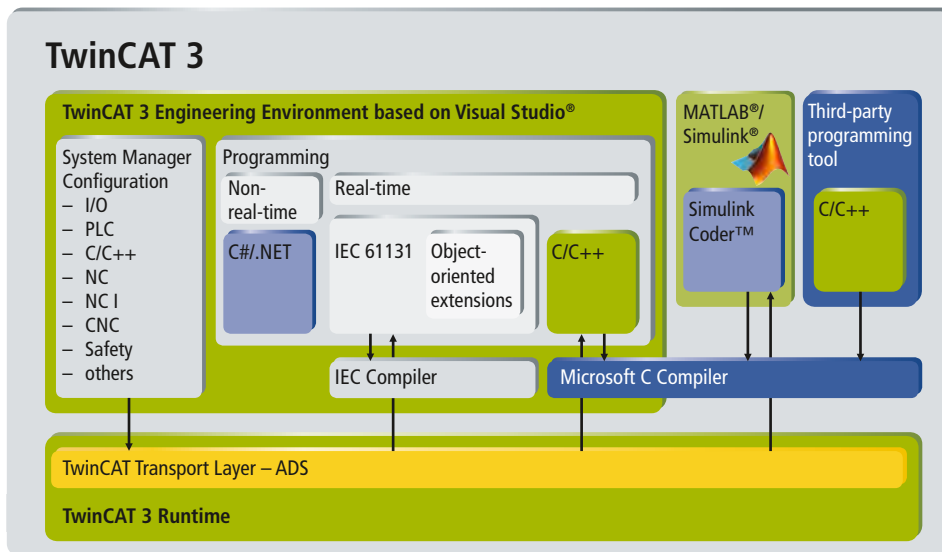 TwinCAT 3
TwinCAT 3 Engineering Environment based on Visual Studio®
System Manager
Configuration
– I/O
– PLC
– C/C++
– NC
– NC I
– CNC
– Safety
– others
Programming
Non-
real-time
Real-time
C#/.NET
IEC 61131
Object-
oriented
extensions
C/C++
IEC Compiler
MATLAB®/
Simulink®
Simulink
Coder™
Third-party
programming
tool
C/C++
Microsoft C Compiler
TwinCAT Transport Layer – ADS
TwinCAT 3 Runtime